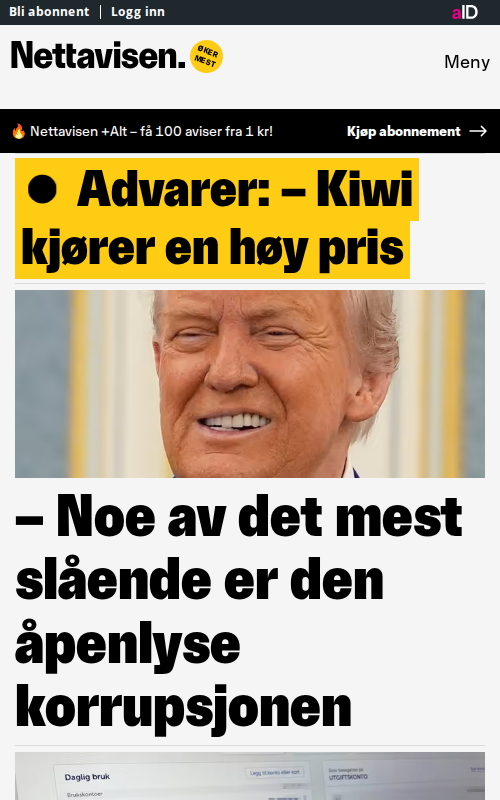 Bli abonnent | Logg inn
aID
Nettavisen.
ØKER
MEST
Meny
🔥 Nettavisen +Alt – få 100 aviser fra 1 kr!
Kjøp abonnement →
● Advarer: – Kiwi
kjører en høy pris
– Noe av det mest
slående er den
åpenlyse
korrupsjonen
Daglig bruk
Legg til konto eller kort
Brukskontoer
UTGIFTSKONTO